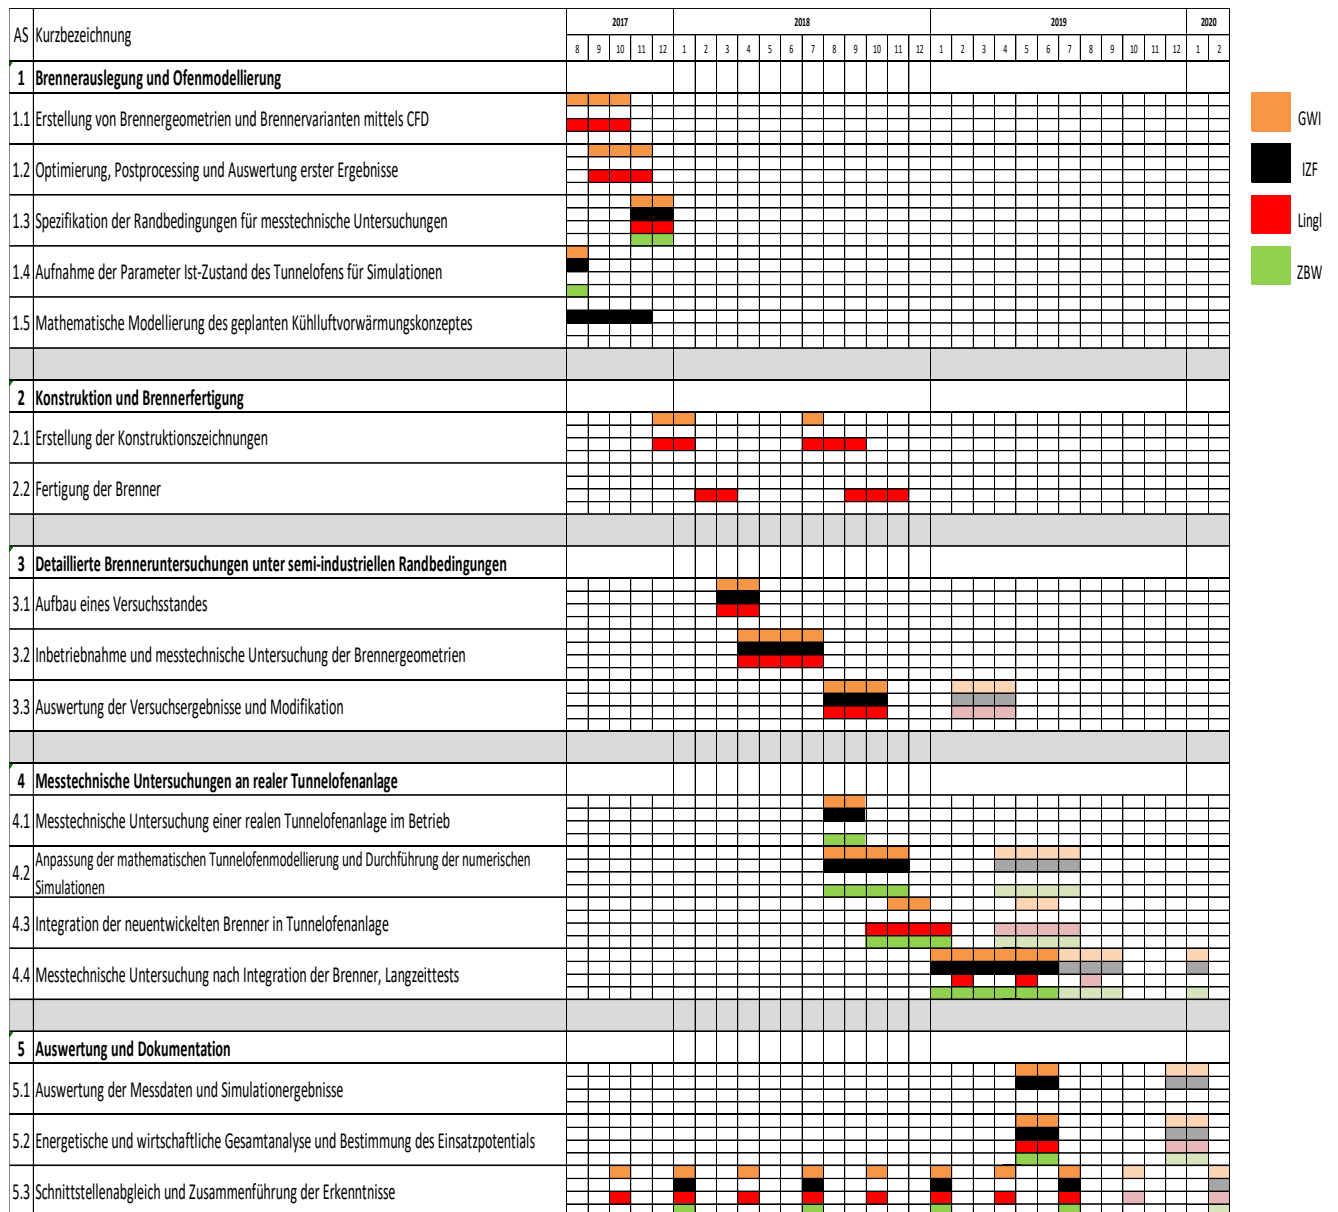 2017 2018 2019 2020
AS Kurzbezeichnung
8 9 10 11 12 1 2 3 4 5 6 7 8 9 10 11 12 1 2 3 4 5 6 7 8 9 10 11 12 1 2
1 Brennerauslegung und Ofenmodellierung
1.1 Erstellung von Brennergeometrien und Brennervarianten mittels CFD
1.2 Optimierung, Postprocessing und Auswertung erster Ergebnisse
1.3 Spezifikation der Randbedingungen für messtechnische Untersuchungen
1.4 Aufnahme der Parameter Ist-Zustand des Tunnelofens für Simulationen
1.5 Mathematische Modellierung des geplanten Kühlluftvorwärmungskonzeptes
2 Konstruktion und Brennerfertigung
2.1 Erstellung der Konstruktionszeichnungen
2.2 Fertigung der Brenner
3 Detaillierte Brenneruntersuchungen unter semi-industriellen Randbedingungen
3.1 Aufbau eines Versuchsstandes
3.2 Inbetriebnahme und messtechnische Untersuchung der Brennergeometrien
3.3 Auswertung der Versuchsergebnisse und Modifikation
4 Messtechnische Untersuchungen an realer Tunnelofenanlage
4.1 Messtechnische Untersuchung einer realen Tunnelofenanlage im Betrieb
4.2 Anpassung der mathematischen Tunnelofenmodellierung und Durchführung der numerischen
Simulationen
4.3 Integration der neuentwickelten Brenner in Tunnelofenanlage
4.4 Messtechnische Untersuchung nach Integration der Brenner, Langzeittests
5 Auswertung und Dokumentation
5.1 Auswertung der Messdaten und Simulationergebnisse
5.2 Energetische und wirtschaftliche Gesamtanalyse und Bestimmung des Einsatzpotentials
5.3 Schnittstellenabgleich und Zusammenführung der Erkenntnisse
GWI
IZF
Lingl
ZBW